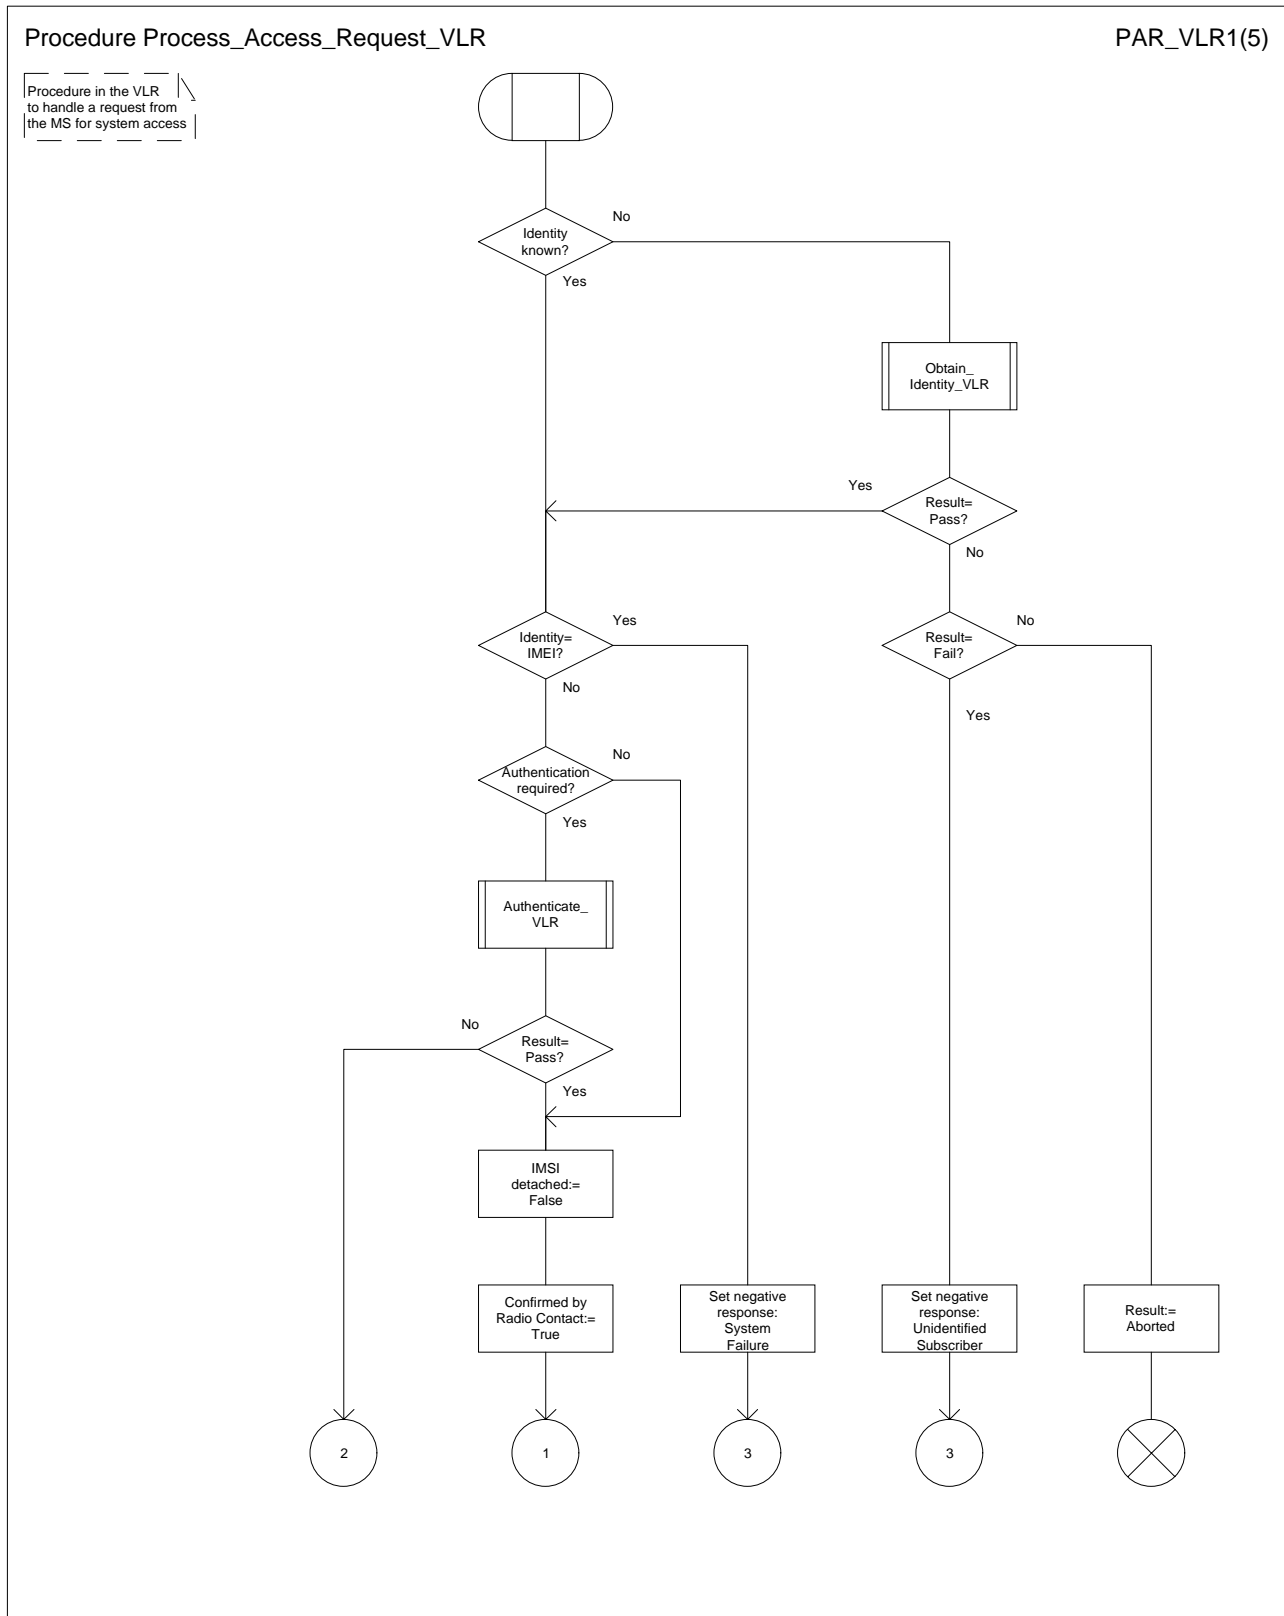 Procedure Process_Access_Request_VLR
PAR_VLR1(5)
Procedure in the VLR
to handle a request from
the MS for system access
Identity
known?
No
Yes
Obtain_
Identity_VLR
Yes
Result=
Pass?
No
Identity=
IMEI?
Yes
No
Result=
Fail?
No
Yes
Authentication
required?
No
Yes
Authenticate_
VLR
No
Result=
Pass?
Yes
IMSI
detached:=
False
Confirmed by
Radio Contact:=
True
Set negative
response:
System
Failure
Set negative
response:
Unidentified
Subscriber
Result:=
Aborted
2
1
3
3